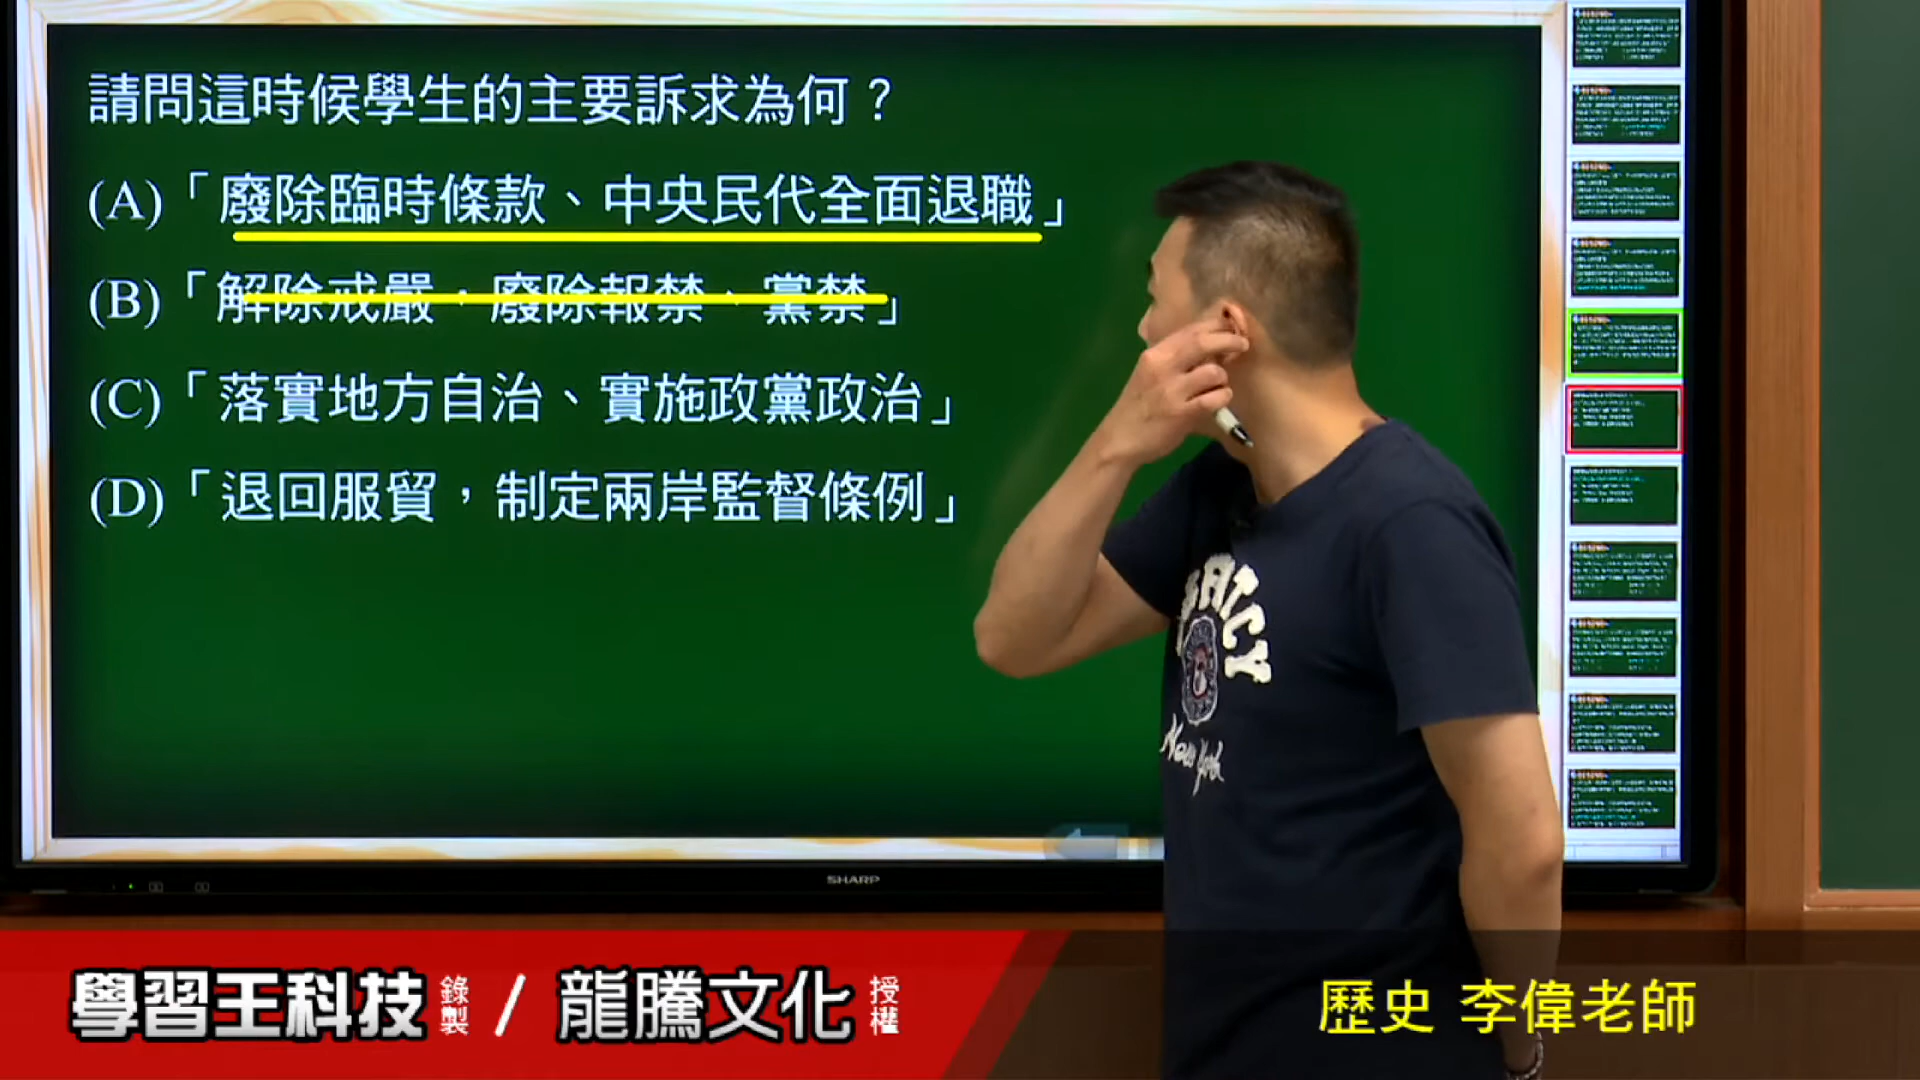 請問這時候學生的主要訴求為何？
(A)「廢除臨時條款、中央民代全面退職」
(B)「解除戒嚴，廢除報禁、黨禁」
(C)「落實地方自治、實施政黨政治」
(D)「退回服貿，制定兩岸監督條例」
New York
SHARP
學習王科技 錄製 / 龍騰文化 授權
歷史 李偉老師